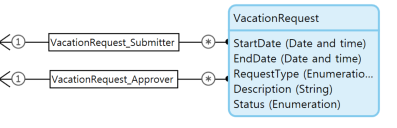 VacationRequest
1 VacationRequest_Submitter *
StartDate (Date and time)
EndDate (Date and time)
1 VacationRequest_Approver *
RequestType (Enumeratio...
Description (String)
Status (Enumeration)